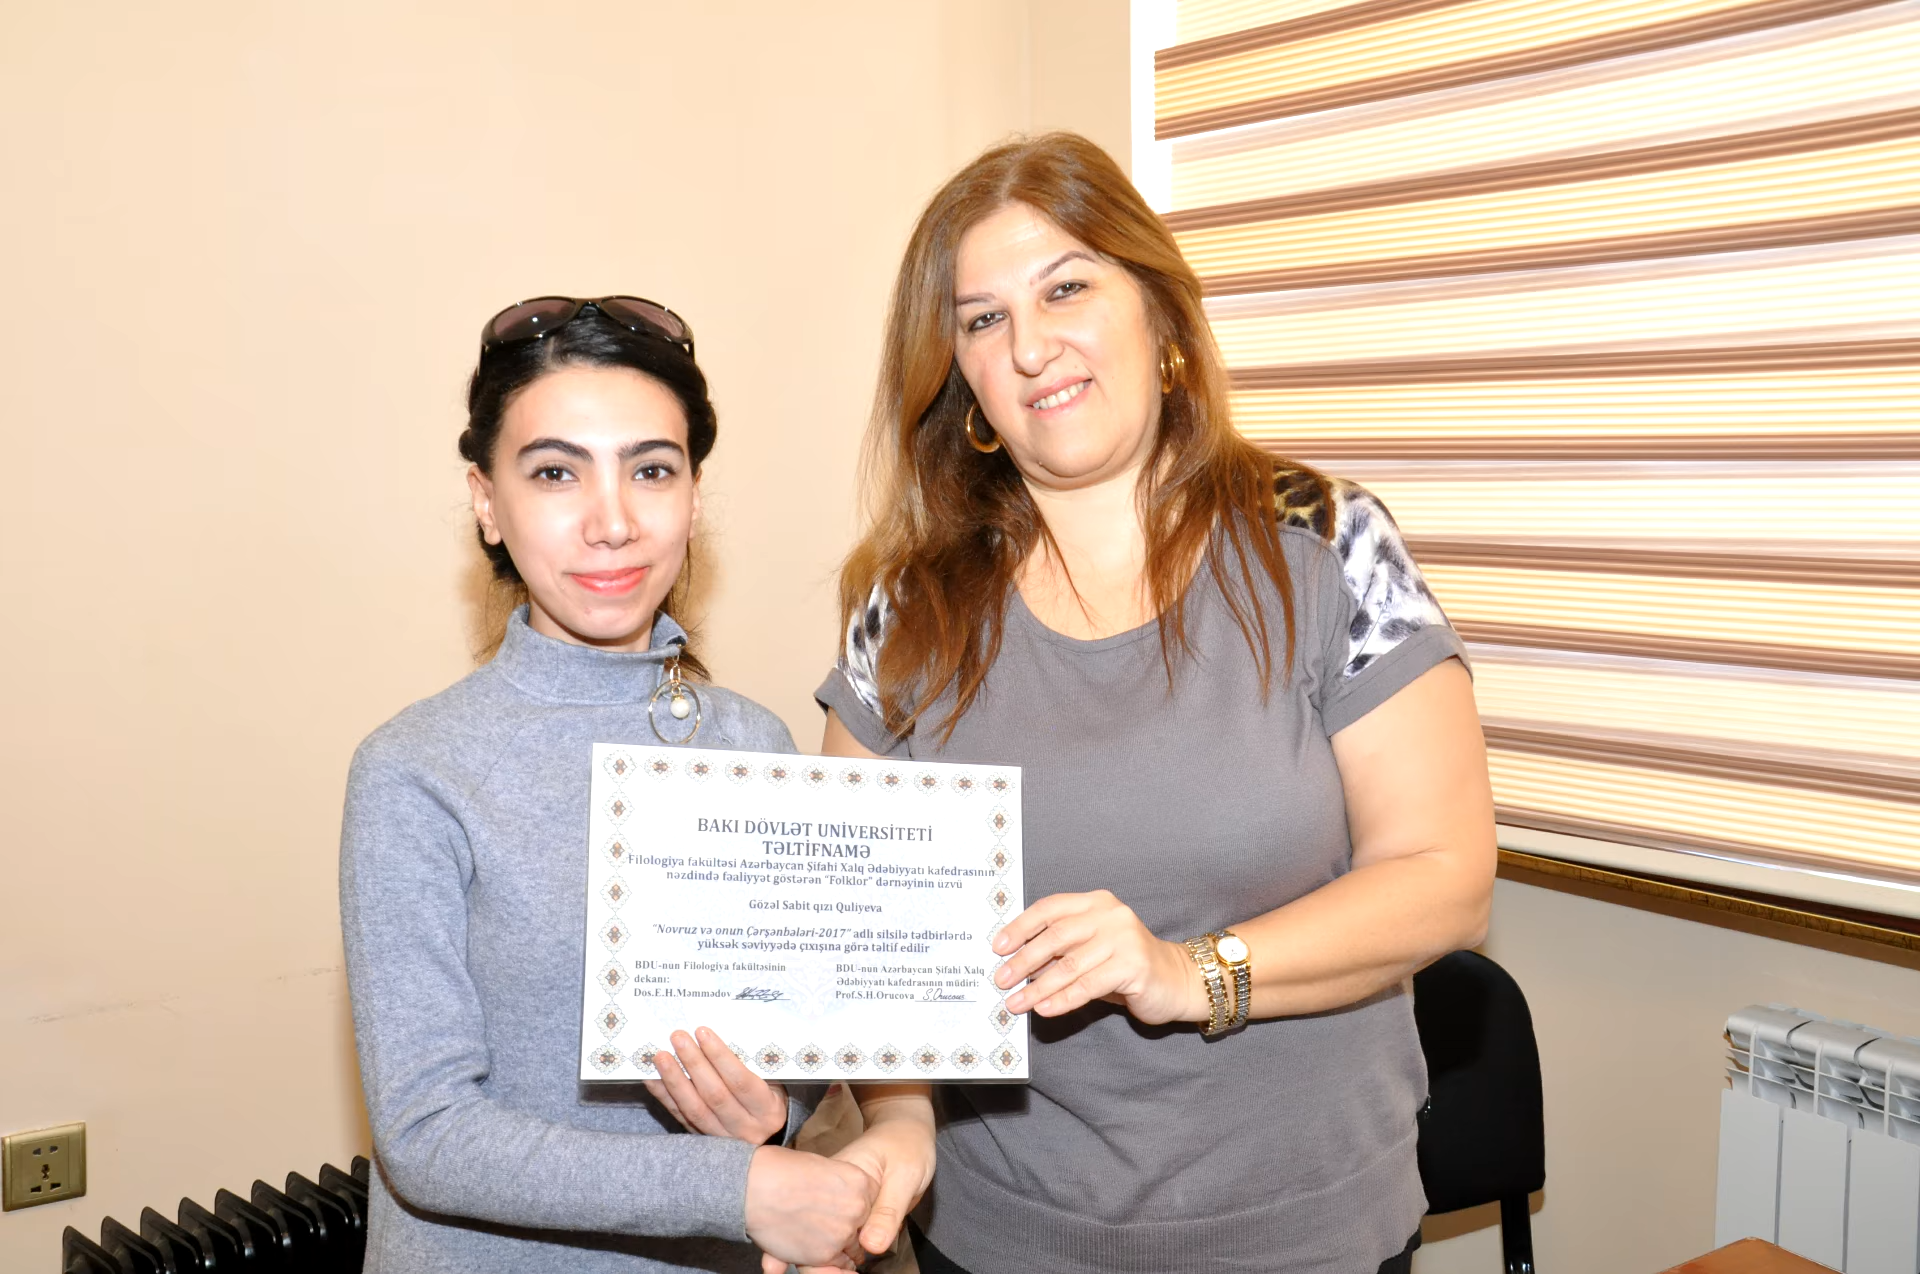 BAKI DÖVLƏT UNİVERSİTETİ
TƏLTİFNAMƏ
Filologiya fakültəsi Azərbaycan Şifahi Xalq Ədəbiyyatı kafedrasının
nəzdində fəaliyyət göstərən "Folklor" dərnəyinin üzvü
Gözəl Sabit qızı Quliyeva
"Novruz və onun Çərşənbələri-2017" adlı silsilə tədbirlərdə
yüksək səviyyədə çıxışına görə təltif edilir
BDU-nun Filologiya fakültəsinin
dekanı:
Dos.E.H.Məmmədov
BDU-nun Azərbaycan Şifahi Xalq
Ədəbiyyatı kafedrasının müdiri:
Prof.S.H.Orucova S.Orucova